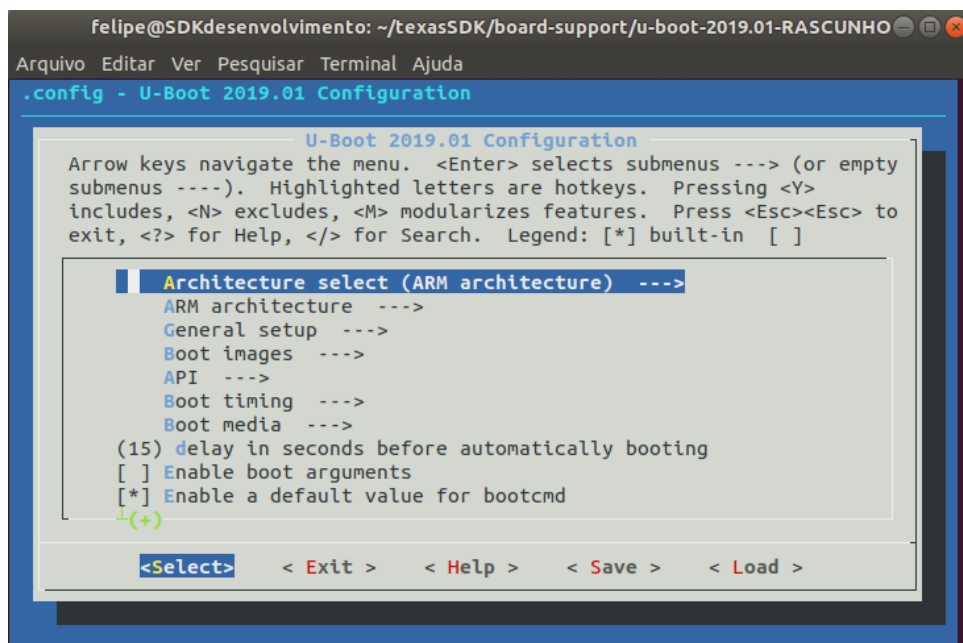 felipe@SDKdesenvolvimento: ~/texasSDK/board-support/u-boot-2019.01-RASCUNHO
Arquivo Editar Ver Pesquisar Terminal Ajuda
.config - U-Boot 2019.01 Configuration
U-Boot 2019.01 Configuration
Arrow keys navigate the menu.  <Enter> selects submenus ---> (or empty
submenus ----).  Highlighted letters are hotkeys.  Pressing <Y>
includes, <N> excludes, <M> modularizes features.  Press <Esc><Esc> to
exit, <?> for Help, </> for Search.  Legend: [*] built-in  [ ]
Architecture select (ARM architecture)  --->
ARM architecture  --->
General setup  --->
Boot images  --->
API  --->
Boot timing  --->
Boot media  --->
(15) delay in seconds before automatically booting
[ ] Enable boot arguments
[*] Enable a default value for bootcmd
┴(+)
<Select>    < Exit >    < Help >    < Save >    < Load >